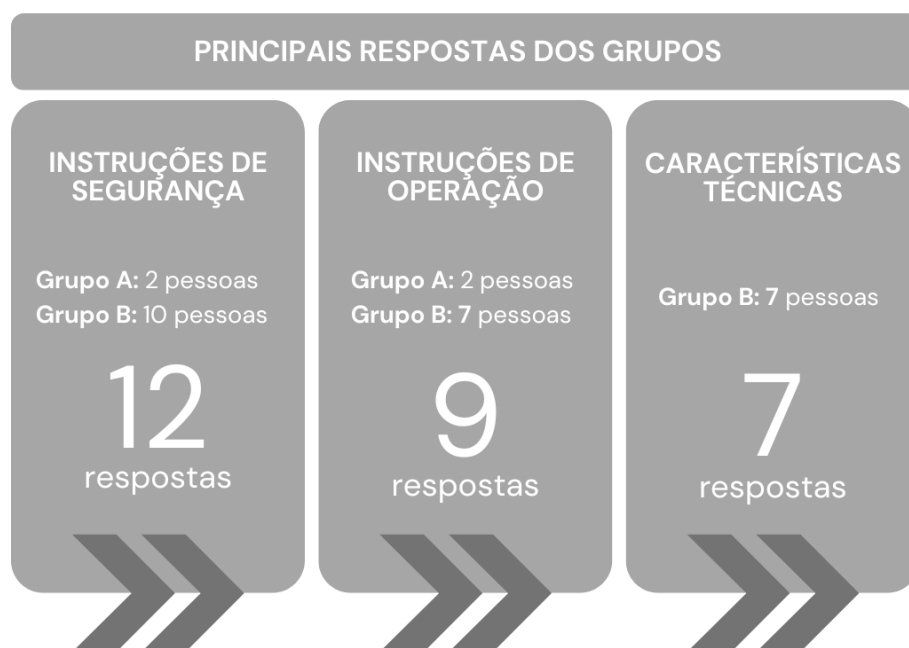 PRINCIPAIS RESPOSTAS DOS GRUPOS
INSTRUÇÕES DE
SEGURANÇA
Grupo A: 2 pessoas
Grupo B: 10 pessoas
12
respostas
INSTRUÇÕES DE
OPERAÇÃO
Grupo A: 2 pessoas
Grupo B: 7 pessoas
9
respostas
CARACTERÍSTICAS
TÉCNICAS
Grupo B: 7 pessoas
7
respostas